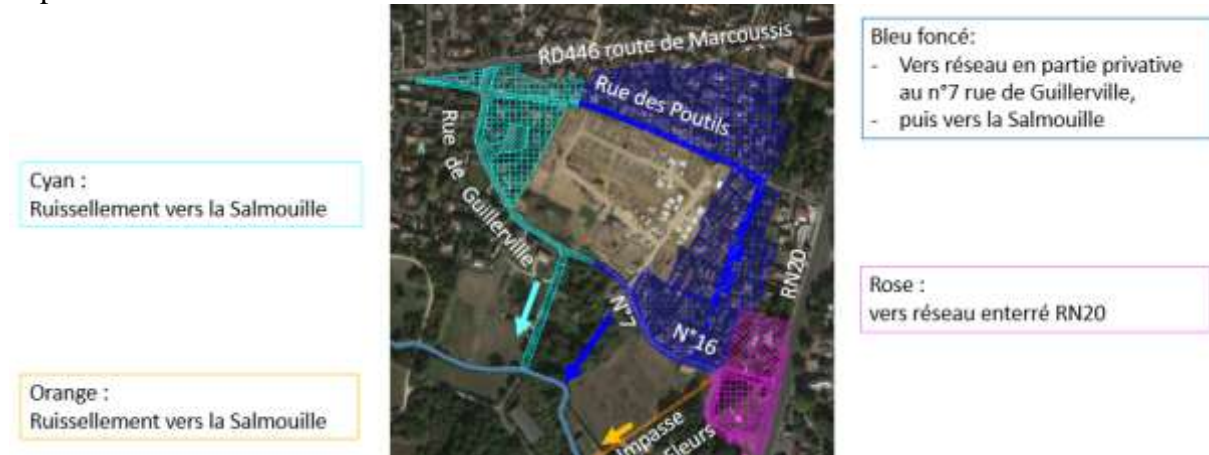 RD446 route de Marcoussis
Rue des Poutils
Rue de Guillerville
N°7
N°16
RN20
Impasse
Fleurs
Bleu foncé:
- Vers réseau en partie privative
au n°7 rue de Guillerville,
- puis vers la Salmouille
Cyan :
Ruissellement vers la Salmouille
Rose :
vers réseau enterré RN20
Orange :
Ruissellement vers la Salmouille